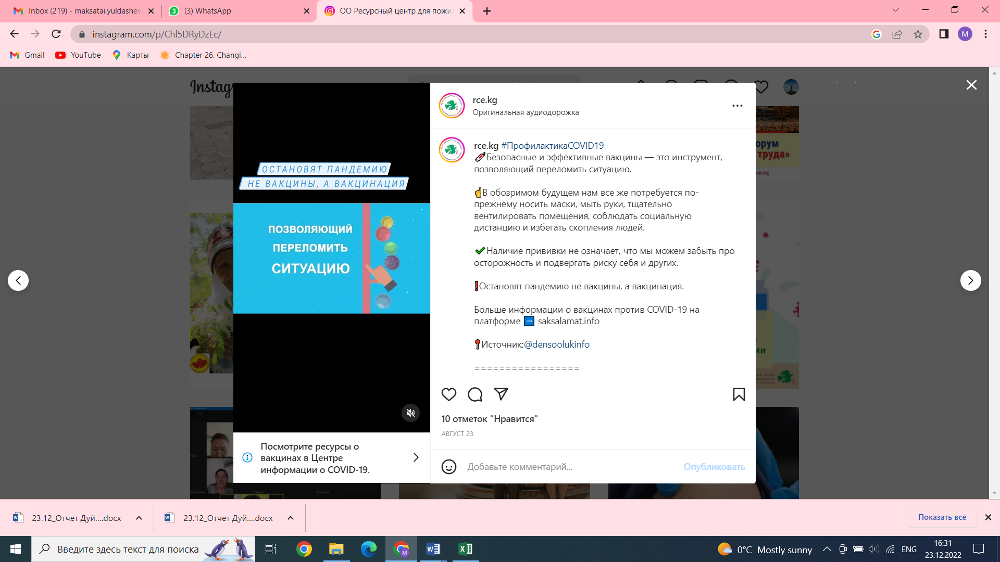 Inbox (219) - maksatai.yuldashev
(3) WhatsApp
ОО Ресурсный центр для пожи
instagram.com/p/Chl5DRyDzEc/
M
Gmail
YouTube
Карты
Chapter 26. Changi...
Instag
rce.kg
Оригинальная аудиодорожка
ОСТАНОВЯТ ПАНДЕМИЮ
НЕ ВАКЦИНЫ, А ВАКЦИНАЦИЯ
ПОЗВОЛЯЮЩИЙ
ПЕРЕЛОМИТЬ
СИТУАЦИЮ
rce.kg #ПрофилактикаCOVID19
Безопасные и эффективные вакцины — это инструмент,
позволяющий переломить ситуацию.
☝В обозримом будущем нам все же потребуется по-
прежнему носить маски, мыть руки, тщательно
вентилировать помещения, соблюдать социальную
дистанцию и избегать скопления людей.
✔Наличие прививки не означает, что мы можем забыть про
осторожность и подвергать риску себя и других.
❗Остановят пандемию не вакцины, а вакцинация.
Больше информации о вакцинах против COVID-19 на
платформе ➡ saksalamat.info
📍Источник:@densoolukinfo
=================
10 отметок "Нравится"
АВГУСТ 23
Добавьте комментарий...
Опубликовать
Посмотрите ресурсы о
вакцинах в Центре
информации о COVID-19.
орум
труда»
antkg
ии
23.12_Отчет Дуй....docx
23.12_Отчет Дуй....docx
Показать все
Введите здесь текст для поиска
0°C Mostly sunny
ENG
16:31
23.12.2022